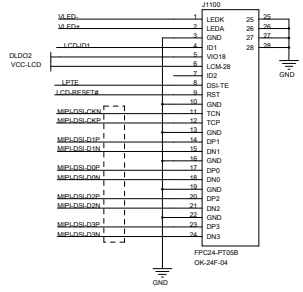 J1100
VLED- 1 LEDK 25 25
VLED+ 2 LEDA 26 26
3 GND 27 27
LCD-ID1 4 ID1 28 28
DLDO2 5 VIO18
VCC-LCD 6 LCM-28
GND
7 ID2
LPTE 8 DSI-TE
LCD-RESET# 9 RST
10 GND
MIPI-DSI-CKN 11 TCN
MIPI-DSI-CKP 12 TCP
13 GND
MIPI-DSI-D1P 14 DP1
MIPI-DSI-D1N 15 DN1
16 GND
MIPI-DSI-D0P 17 DP0
MIPI-DSI-D0N 18 DN0
19 GND
MIPI-DSI-D2P 20 DP2
MIPI-DSI-D2N 21 DN2
22 GND
MIPI-DSI-D3P 23 DP3
MIPI-DSI-D3N 24 DN3
FPC24-PT05B
OK-24F-04
GND